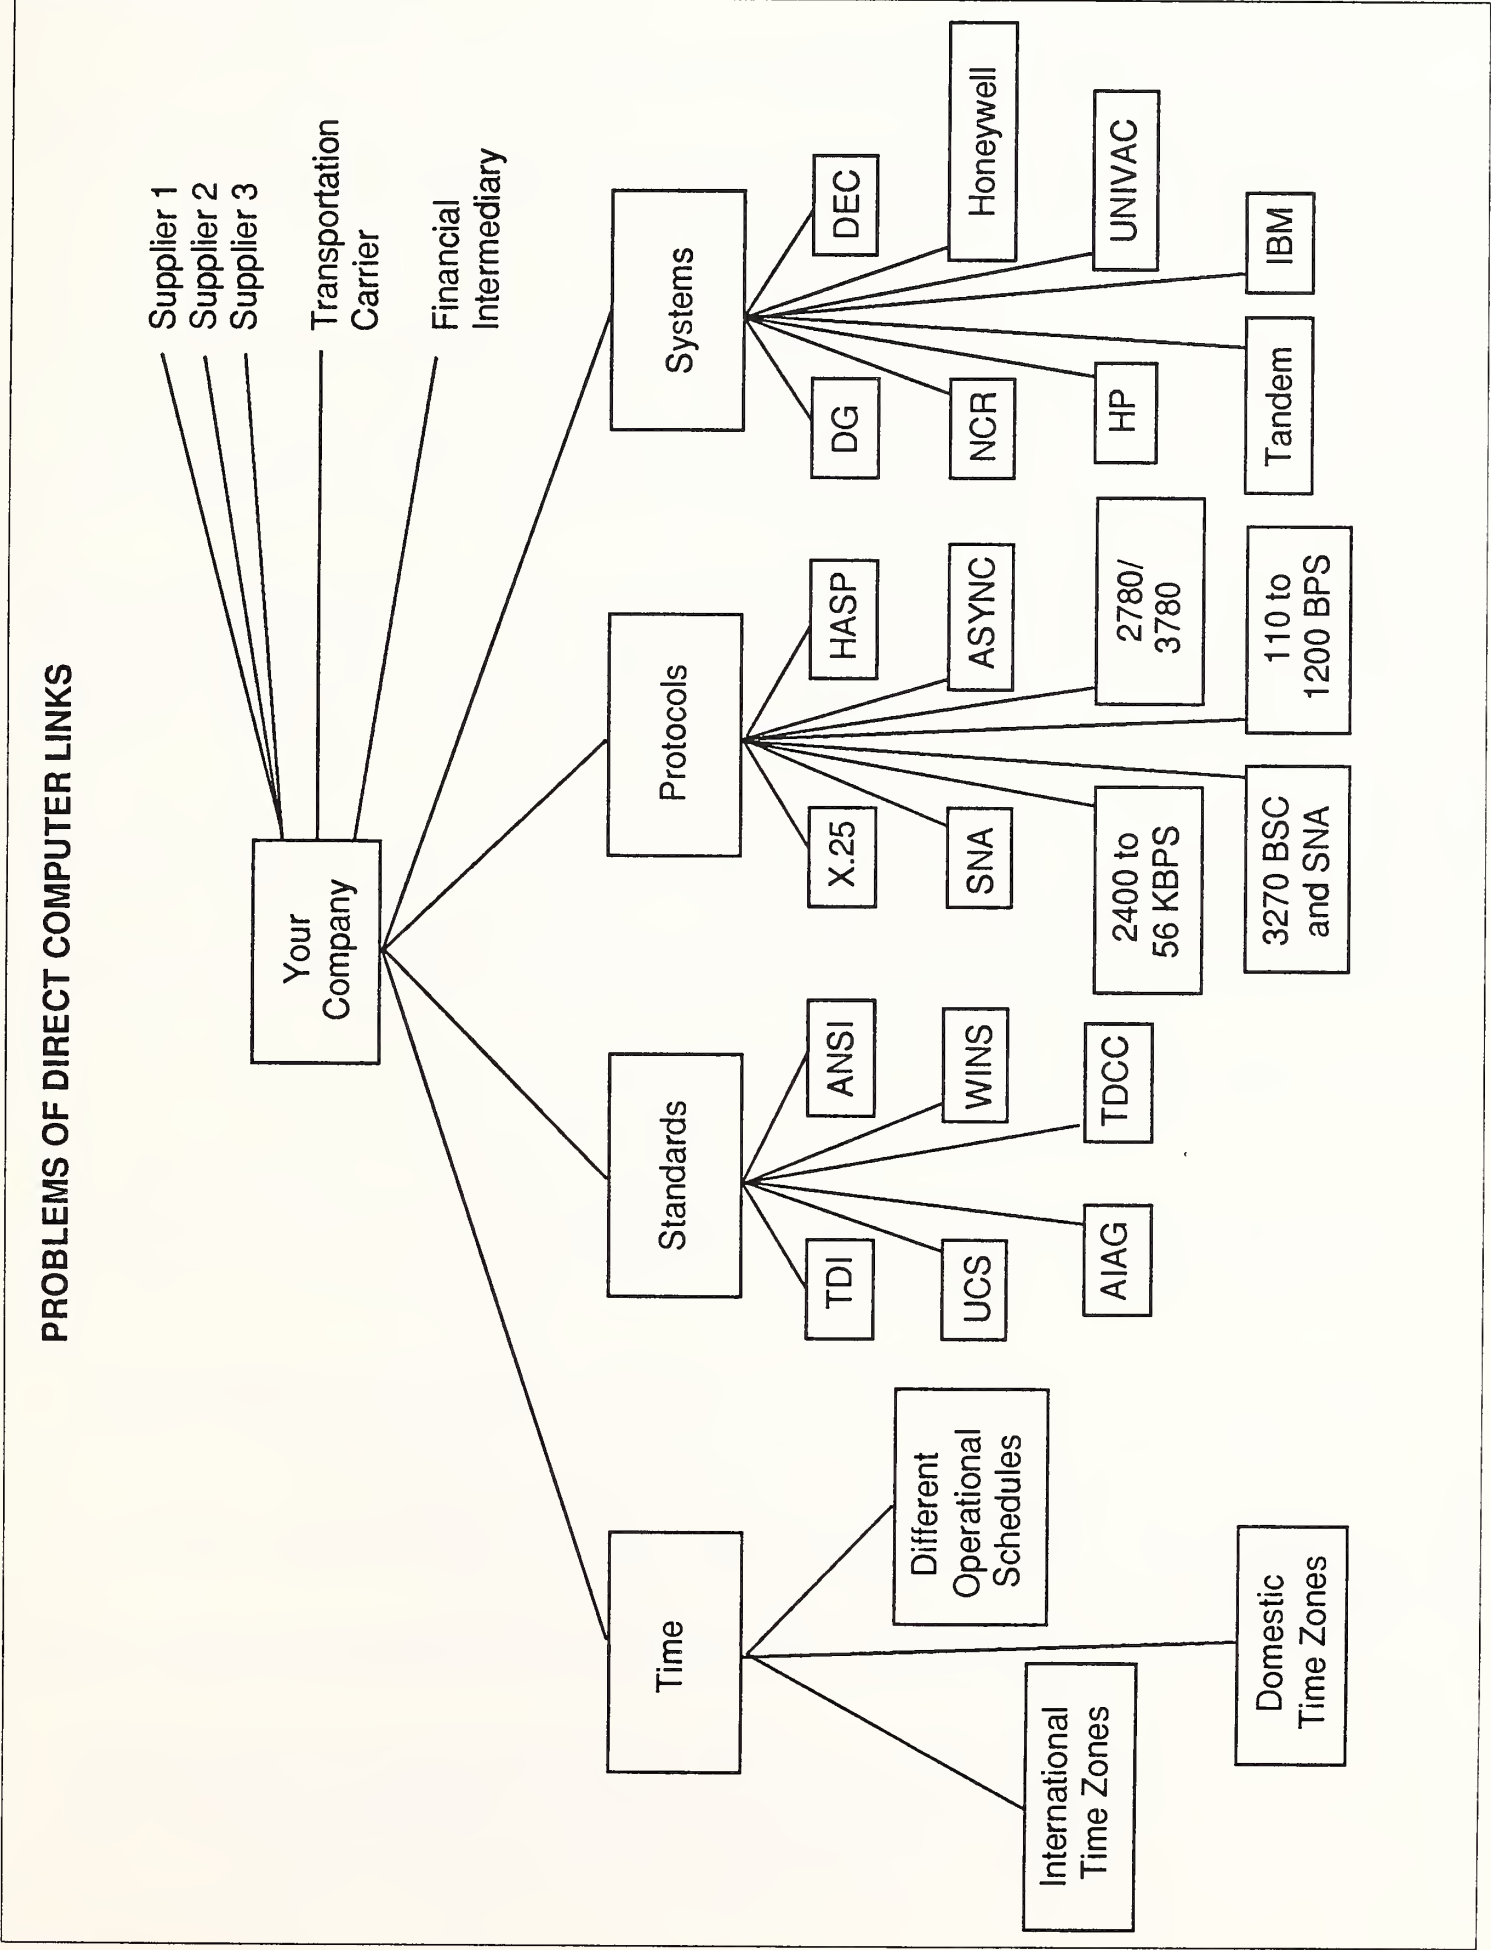 PROBLEMS OF DIRECT COMPUTER LINKS
Supplier 1
Supplier 2
Supplier 3
Transportation
Carrier
Financial
Intermediary
Your
Company
Time
Standards
Protocols
Systems
International
Time Zones
Domestic
Time Zones
Different
Operational
Schedules
TDI
ANSI
UCS
WINS
AIAG
TDCC
X.25
HASP
SNA
ASYNC
2400 to
56 KBPS
2780/
3780
3270 BSC
and SNA
110 to
1200 BPS
DG
DEC
NCR
Honeywell
HP
UNIVAC
Tandem
IBM